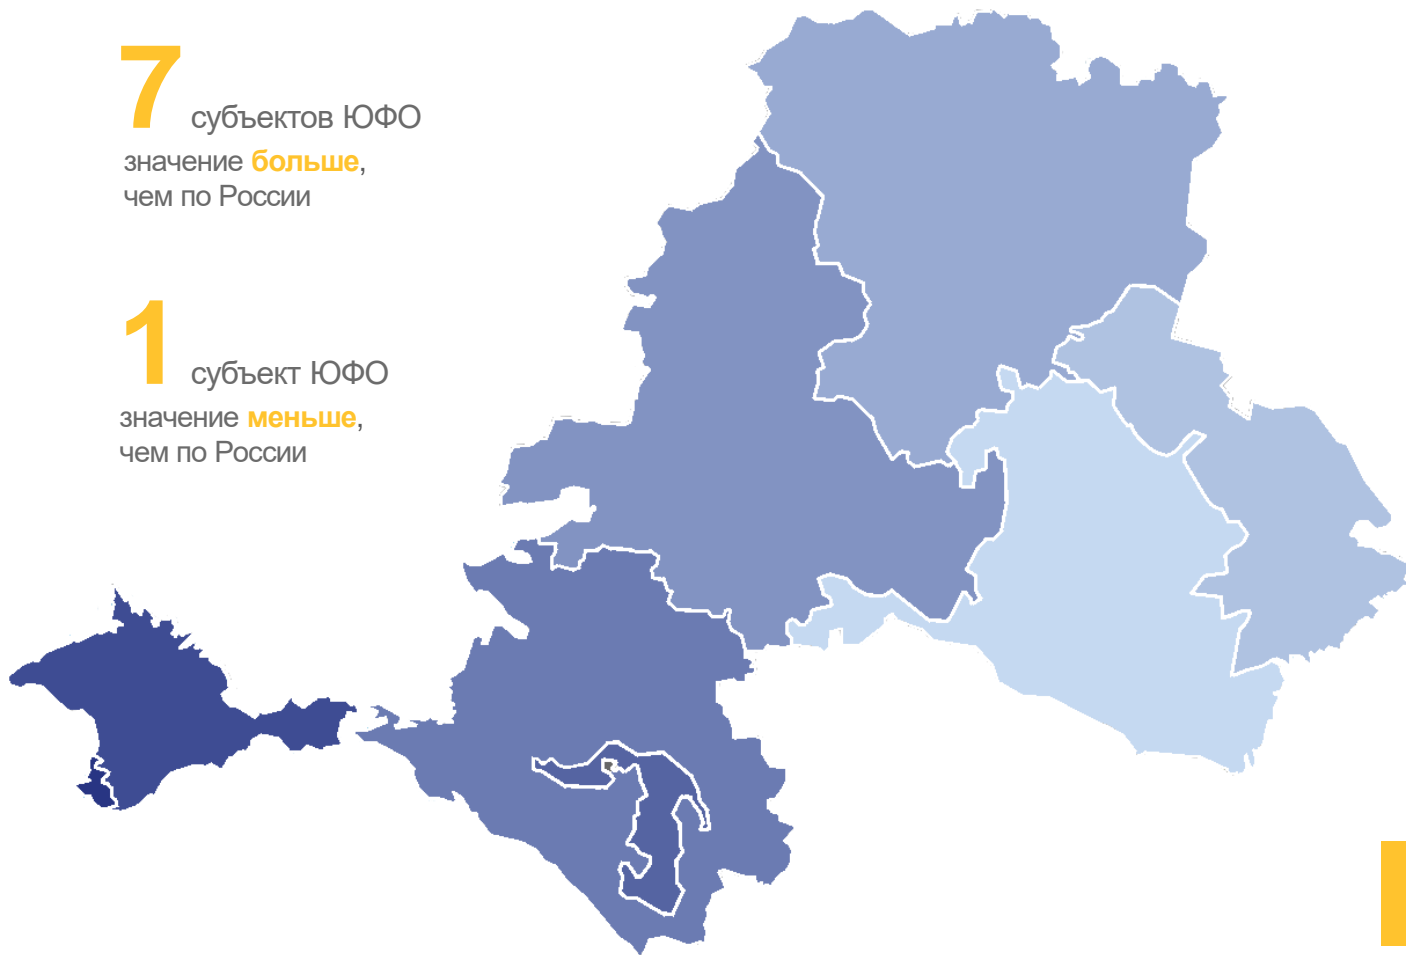 7 субъектов ЮФО
значение больше,
чем по России
1 субъект ЮФО
значение меньше,
чем по России